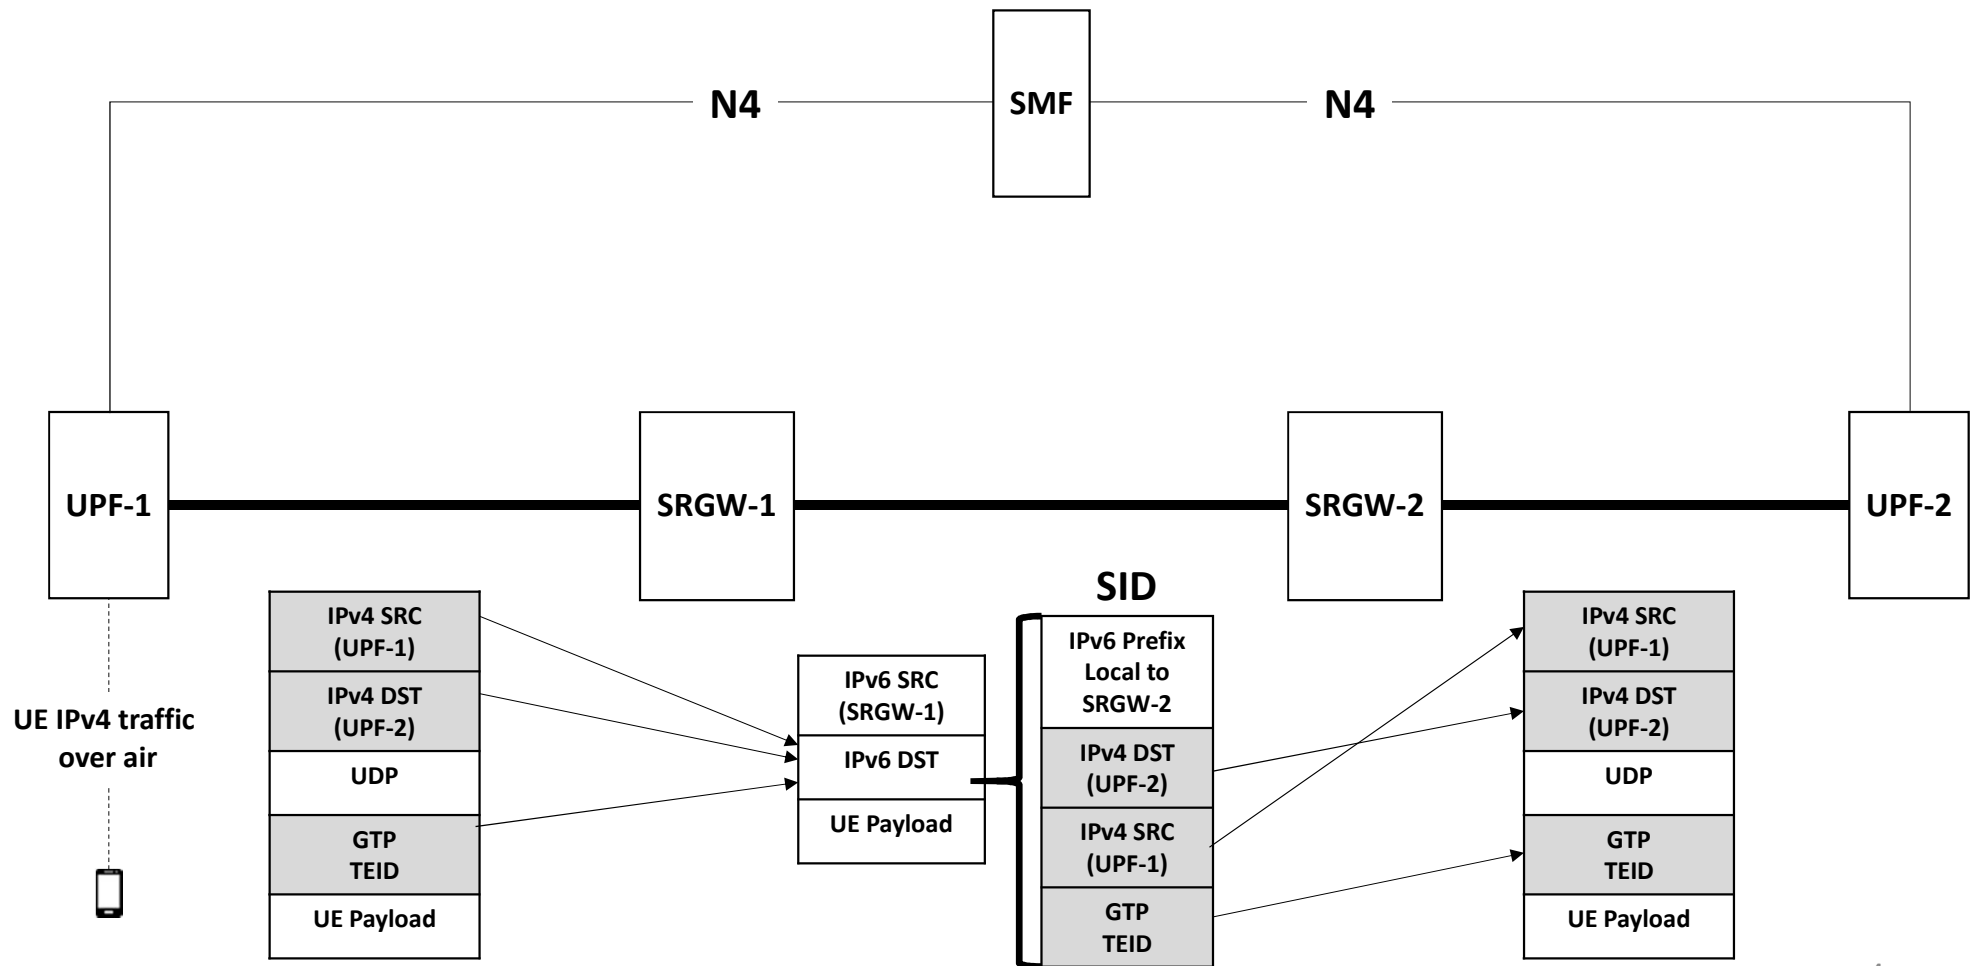 SMF
N4
N4
UPF-1
SRGW-1
SRGW-2
UPF-2
UE IPv4 traffic
over air
IPv4 SRC
(UPF-1)
IPv4 DST
(UPF-2)
UDP
GTP
TEID
UE Payload
IPv6 SRC
(SRGW-1)
IPv6 DST
UE Payload
SID
IPv6 Prefix
Local to
SRGW-2
IPv4 DST
(UPF-2)
IPv4 SRC
(UPF-1)
GTP
TEID
IPv4 SRC
(UPF-1)
IPv4 DST
(UPF-2)
UDP
GTP
TEID
UE Payload